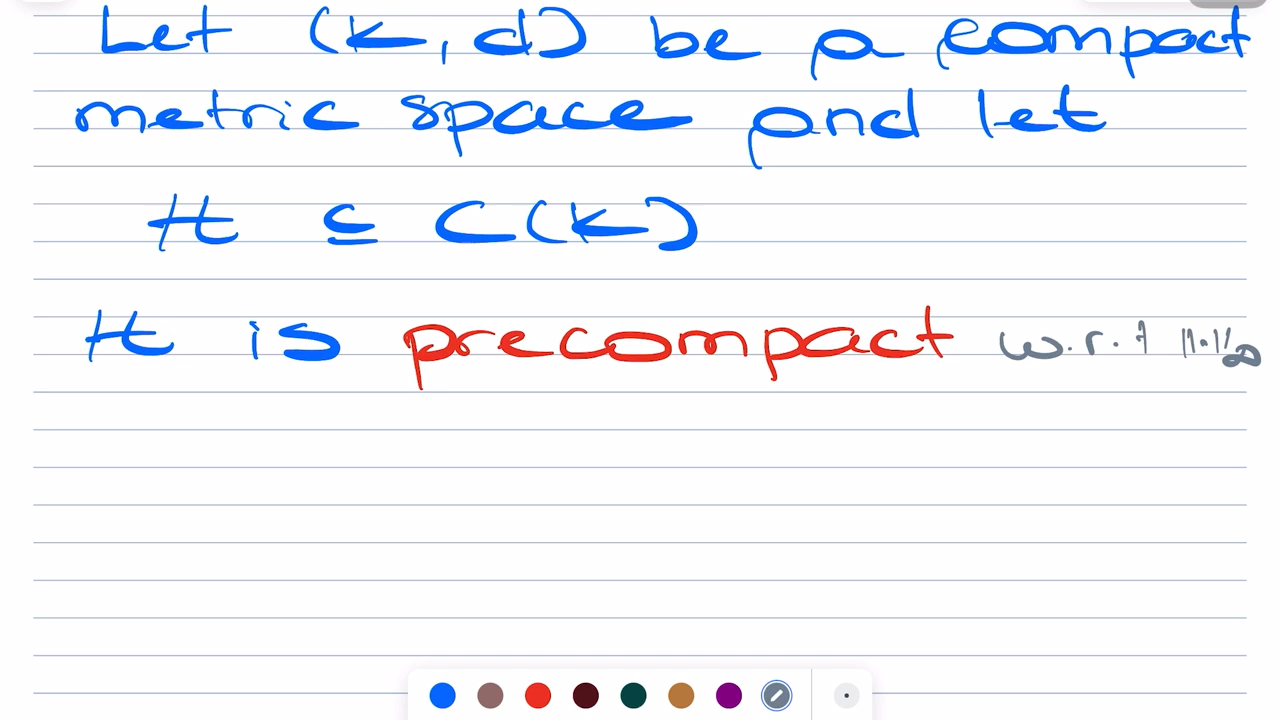 Let (K, d) be a compact
metric space and let
H ⊆ C(K)
H is precompact w.r.t ||·||∞